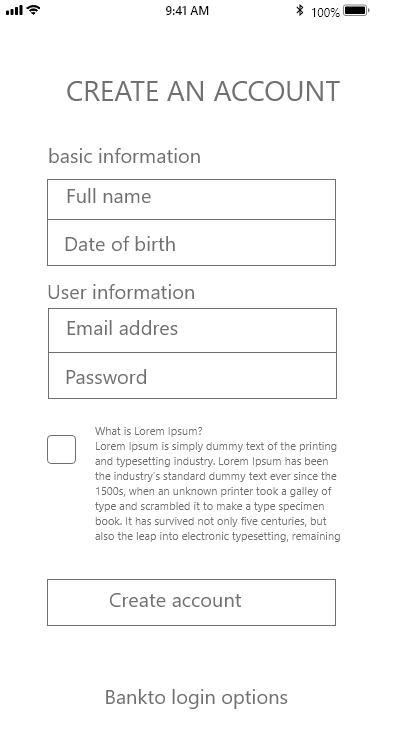 9:41 AM 100%
CREATE AN ACCOUNT
basic information
Full name
Date of birth
User information
Email addres
Password
What is Lorem Ipsum?
Lorem Ipsum is simply dummy text of the printing
and typesetting industry. Lorem Ipsum has been
the industry's standard dummy text ever since the
1500s, when an unknown printer took a galley of
type and scrambled it to make a type specimen
book. It has survived not only five centuries, but
also the leap into electronic typesetting, remaining
Create account
Bankto login options